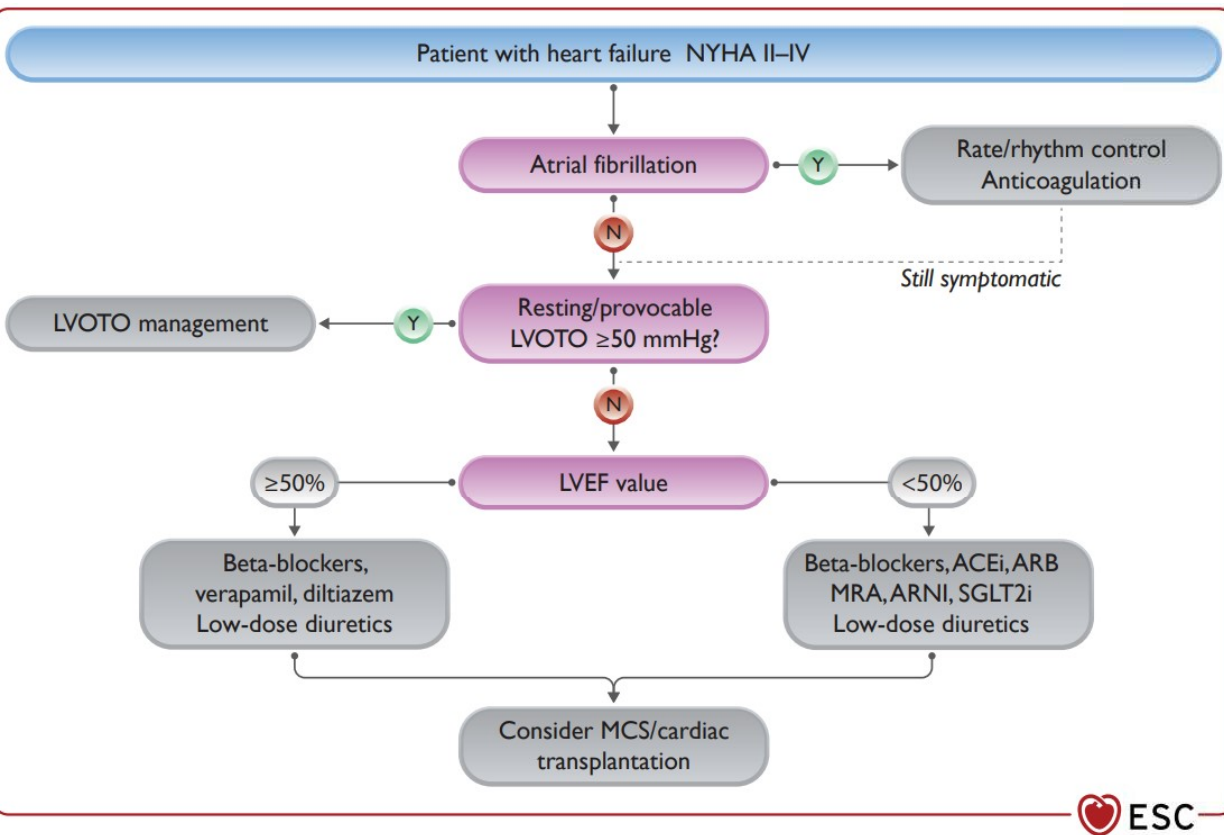 Patient with heart failure NYHA II–IV
Atrial fibrillation
Y
Rate/rhythm control
Anticoagulation
N
Still symptomatic
LVOTO management
Y
Resting/provocable
LVOTO ≥50 mmHg?
N
≥50%
LVEF value
<50%
Beta-blockers,
verapamil, diltiazem
Low-dose diuretics
Beta-blockers, ACEi, ARB
MRA, ARNI, SGLT2i
Low-dose diuretics
Consider MCS/cardiac
transplantation
ESC